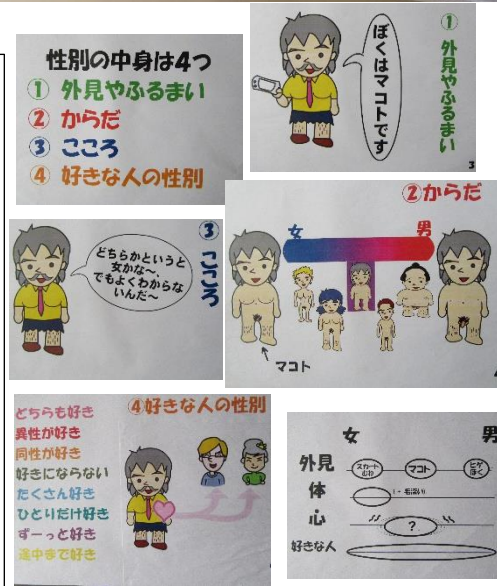 性別の中身は4つ
① 外見やふるまい
② からだ
③ こころ
④ 好きな人の性別
① 外見やふるまい
ぼくはマコトです
3
②からだ
女
男
マコト
③ こころ
どちらかというと
女かな〜、
でもよくわからな
いんだ〜
④好きな人の性別
どちらも好き
異性が好き
同性が好き
好きにならない
たくさん好き
ひとりだけ好き
ずーっと好き
途中まで好き
女
男
外見
スカート
マコト
ヒゲ
ぼく
体
心
?
好きな人